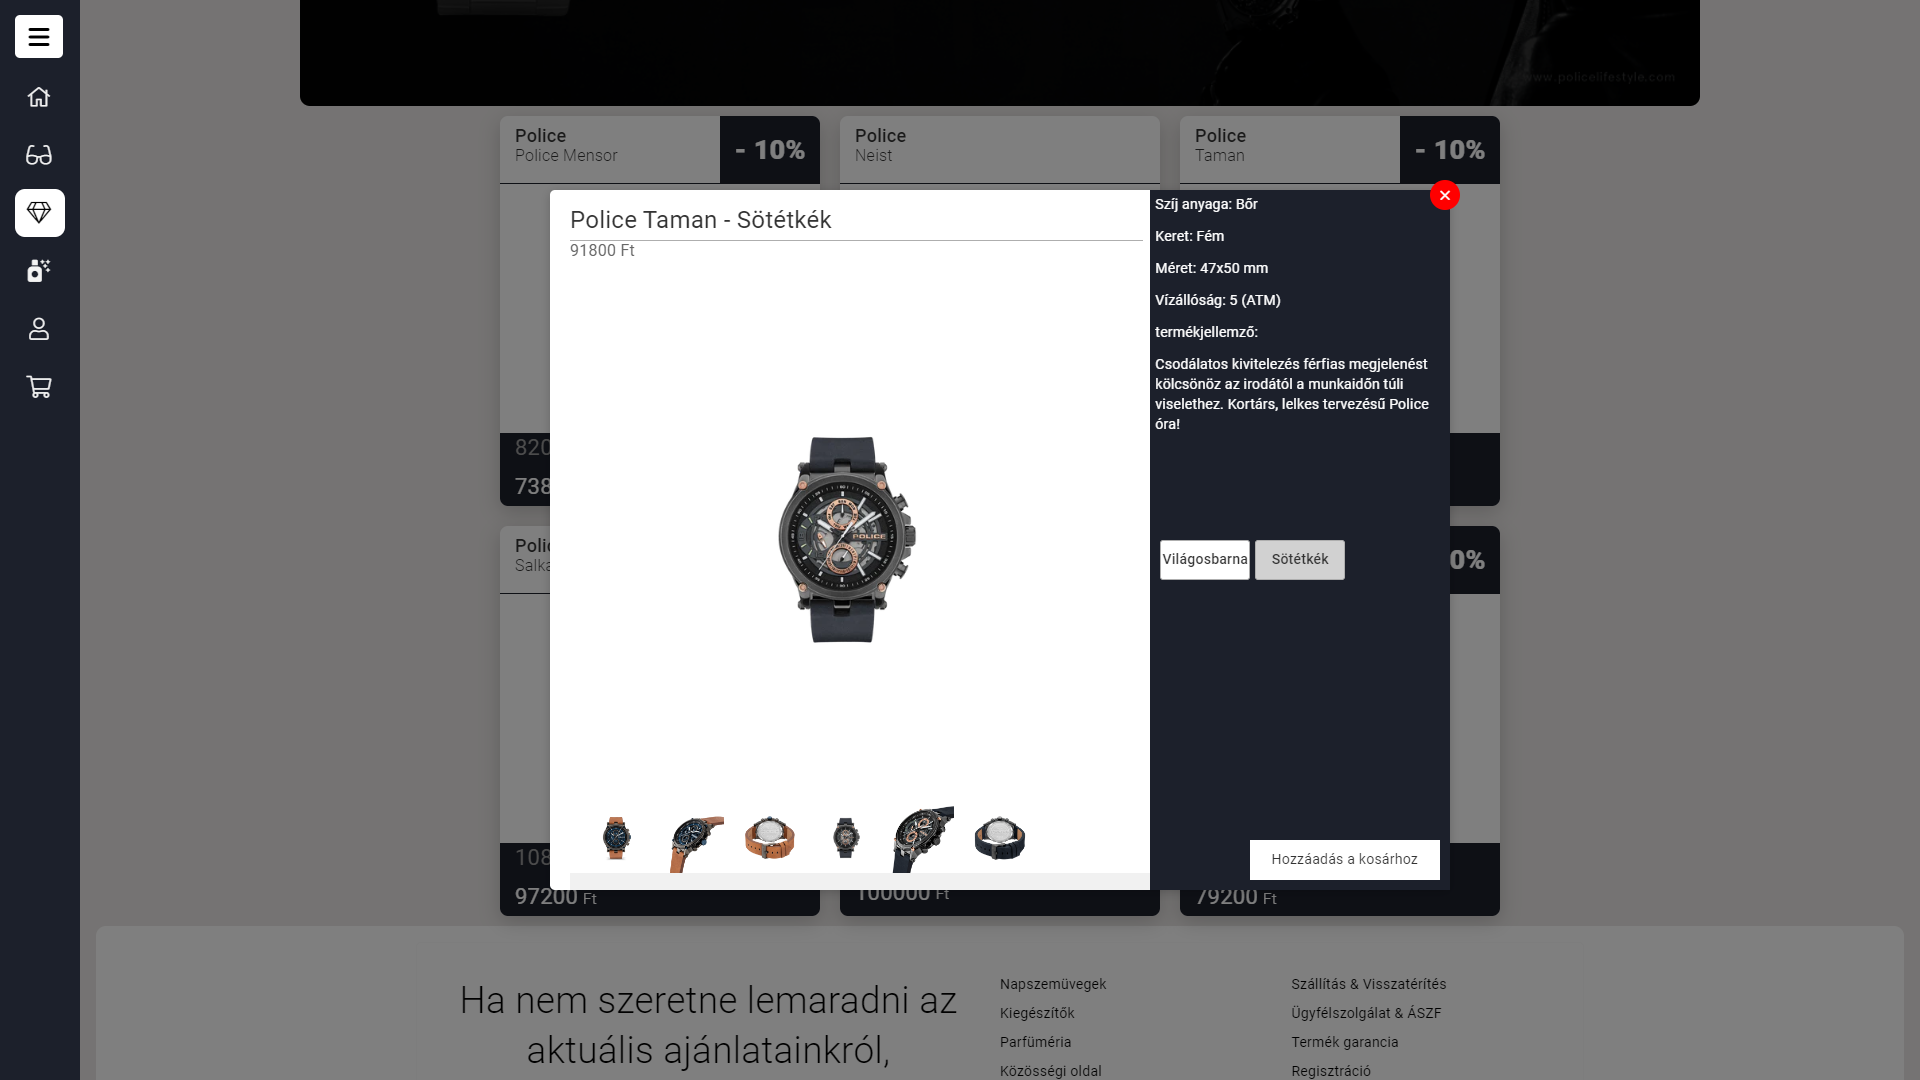 www.policelifestyle.com
Police
Police Mensor
- 10%
Police
Neist
Police
Taman
- 10%
Police Taman - Sötétkék
91800 Ft
POLICE
Szíj anyaga: Bőr
Keret: Fém
Méret: 47x50 mm
Vízállóság: 5 (ATM)
termékjellemző:
Csodálatos kivitelezés férfias megjelenést
kölcsönöz az irodától a munkaidőn túli
viselethez. Kortárs, lelkes tervezésű Police
óra!
Világosbarna
Sötétkék
Hozzáadás a kosárhoz
820
738
Poli
Salka
0%
108
97200 Ft
100000 Ft
79200 Ft
Ha nem szeretne lemaradni az
aktuális ajánlatainkról,
Napszemüvegek
Kiegészítők
Parfüméria
Közösségi oldal
Szállítás & Visszatérítés
Ügyfélszolgálat & ÁSZF
Termék garancia
Regisztráció